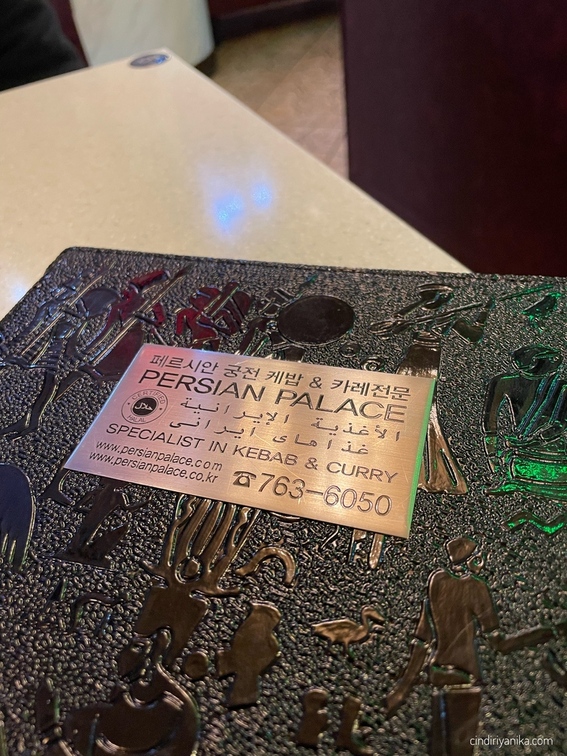 페르시안 궁전 케밥 & 카레전문
PERSIAN PALACE
الأغذية الإيرانية
غذاهای ایرانی
SPECIALIST IN KEBAB & CURRY
www.persianpalace.com
www.persianpalace.co.kr
☎763-6050
cindiriyanika.com